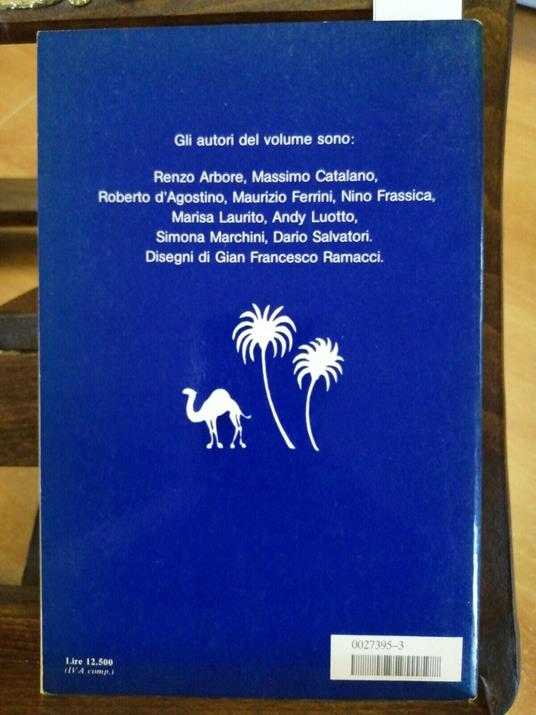 Gli autori del volume sono:
Renzo Arbore, Massimo Catalano,
Roberto d'Agostino, Maurizio Ferrini, Nino Frassica,
Marisa Laurito, Andy Luotto,
Simona Marchini, Dario Salvatori.
Disegni di Gian Francesco Ramacci.
0027395-3
Lire 12.500
(IVA comp.)